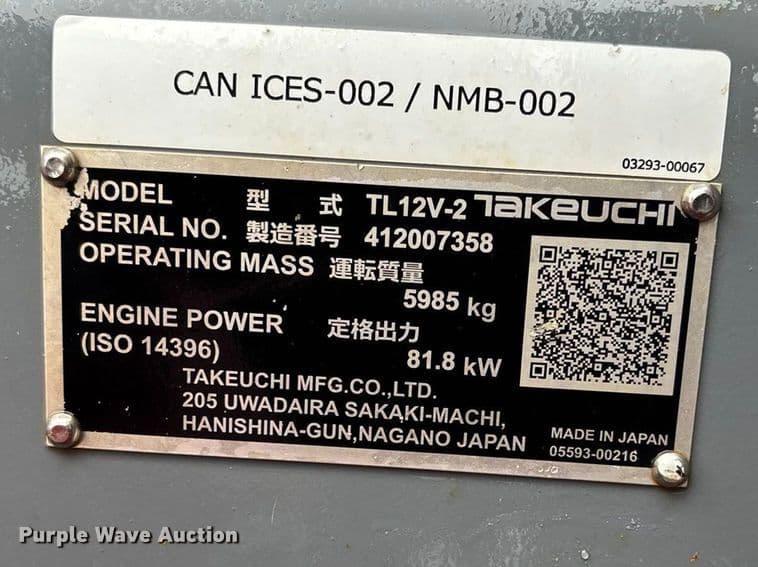 CAN ICES-002 / NMB-002
03293-00067
MODEL 型 式 TL12V-2 TAKEUCHI
SERIAL NO. 製造番号 412007358
OPERATING MASS 運転質量
5985 kg
ENGINE POWER 定格出力
(ISO 14396) 81.8 kW
TAKEUCHI MFG.CO.,LTD.
205 UWADAIRA SAKAKI-MACHI,
HANISHINA-GUN,NAGANO JAPAN
MADE IN JAPAN
05593-00216
Purple Wave Auction